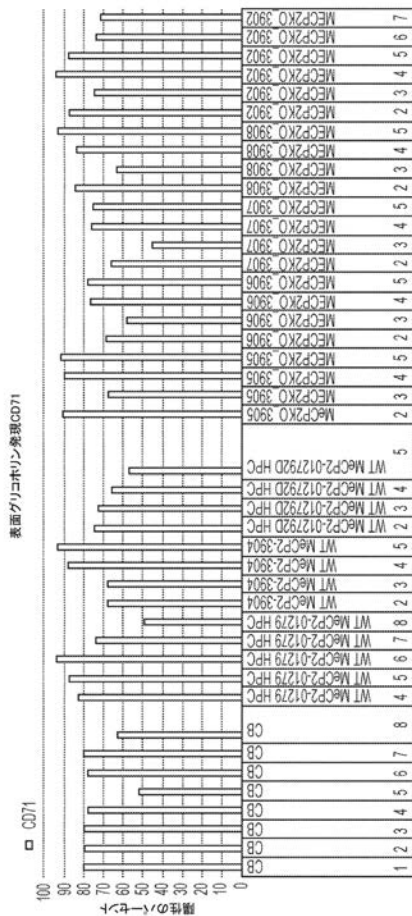 表面グリコホリン発現CD71
□ CD71
陽性のパーセント
100
90
80
70
60
50
40
30
20
10
0
CB 1
CB 2
CB 3
CB 4
CB 5
CB 6
CB 7
CB 8
WT MeCP2-01279 HPC 4
WT MeCP2-01279 HPC 5
WT MeCP2-01279 HPC 6
WT MeCP2-01279 HPC 7
WT MeCP2-01279 HPC 8
WT MeCP2-3904 2
WT MeCP2-3904 3
WT MeCP2-3904 4
WT MeCP2-3904 5
WT MeCP2-012792D HPC 2
WT MeCP2-012792D HPC 3
WT MeCP2-012792D HPC 4
WT MeCP2-012792D HPC 5
MeCP2KO_3905 2
MECP2KO_3905 3
MECP2KO_3905 4
MECP2KO_3905 5
MECP2KO_3906 2
MECP2KO_3906 3
MECP2KO_3906 4
MECP2KO_3906 5
MECP2KO_3907 2
MECP2KO_3907 3
MECP2KO_3907 4
MECP2KO_3907 5
MECP2KO_3908 2
MECP2KO_3908 3
MECP2KO_3908 4
MECP2KO_3908 5
MECP2KO_3902 2
MECP2KO_3902 3
MECP2KO_3902 4
MECP2KO_3902 5
MECP2KO_3902 6
MECP2KO_3902 7